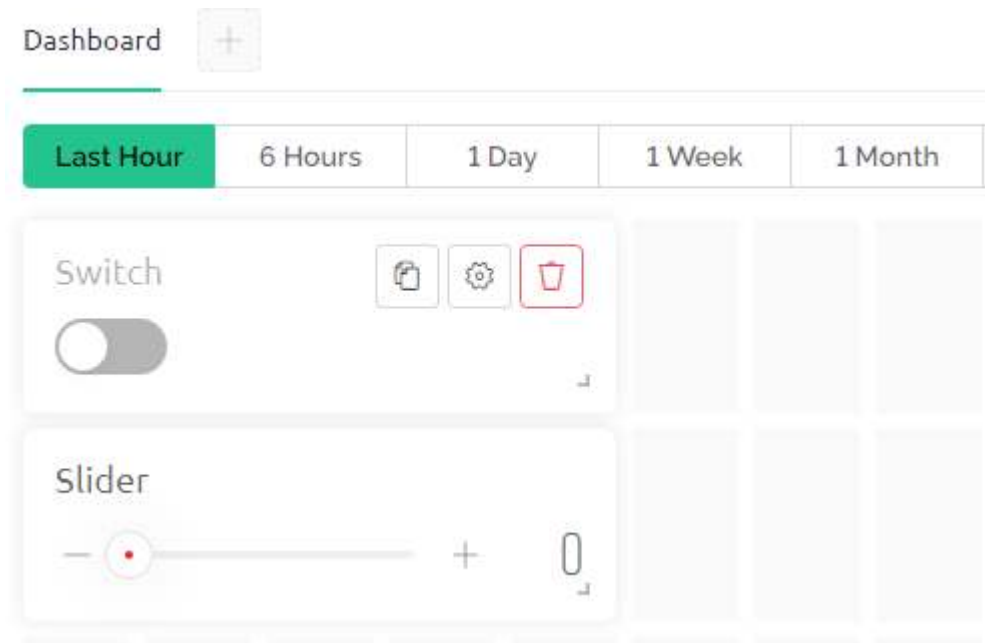 Dashboard +
Last Hour 6 Hours 1 Day 1 Week 1 Month
Switch
Slider
− + 0